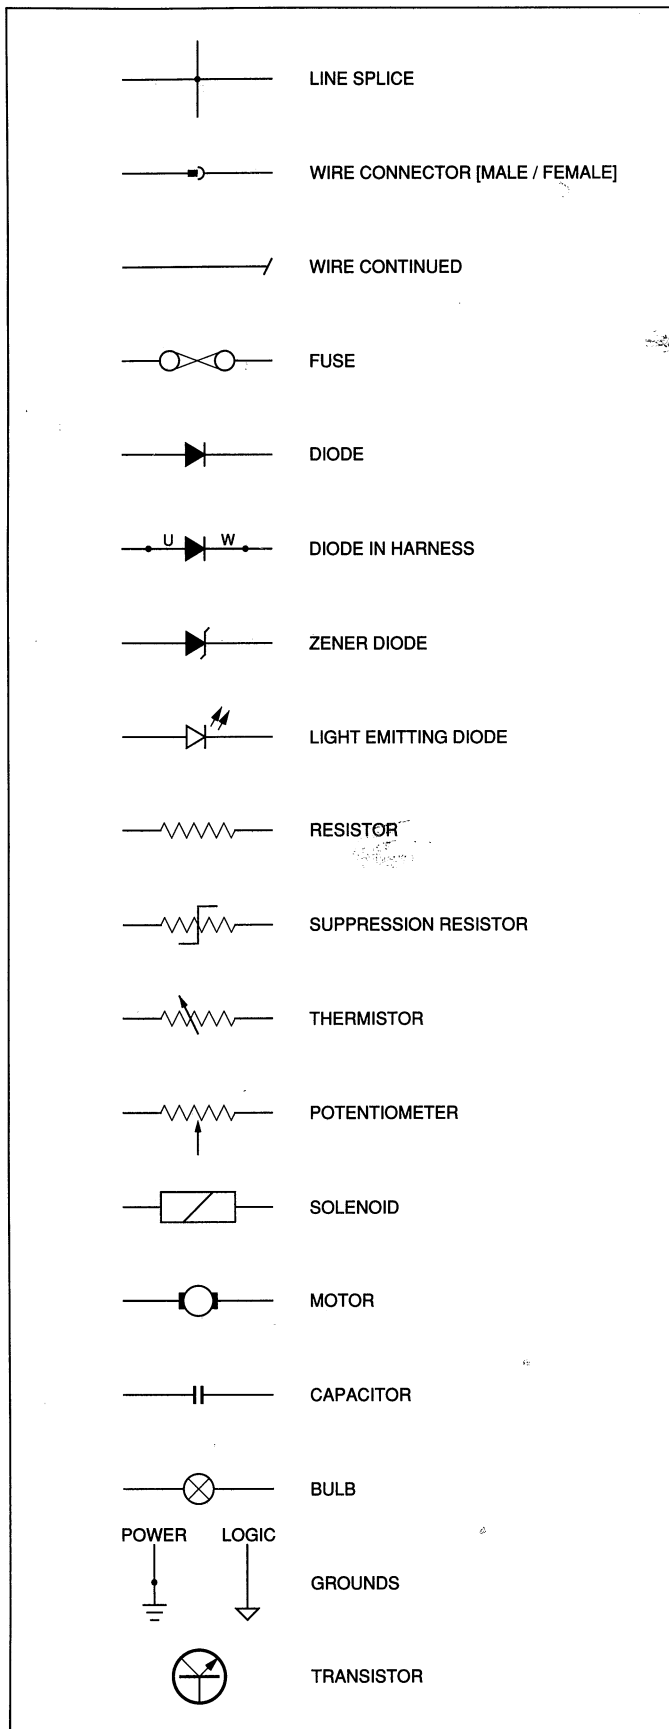 LINE SPLICE
WIRE CONNECTOR [MALE / FEMALE]
WIRE CONTINUED
FUSE
DIODE
U W
DIODE IN HARNESS
ZENER DIODE
LIGHT EMITTING DIODE
RESISTOR
SUPPRESSION RESISTOR
THERMISTOR
POTENTIOMETER
SOLENOID
MOTOR
CAPACITOR
BULB
POWER LOGIC
GROUNDS
TRANSISTOR